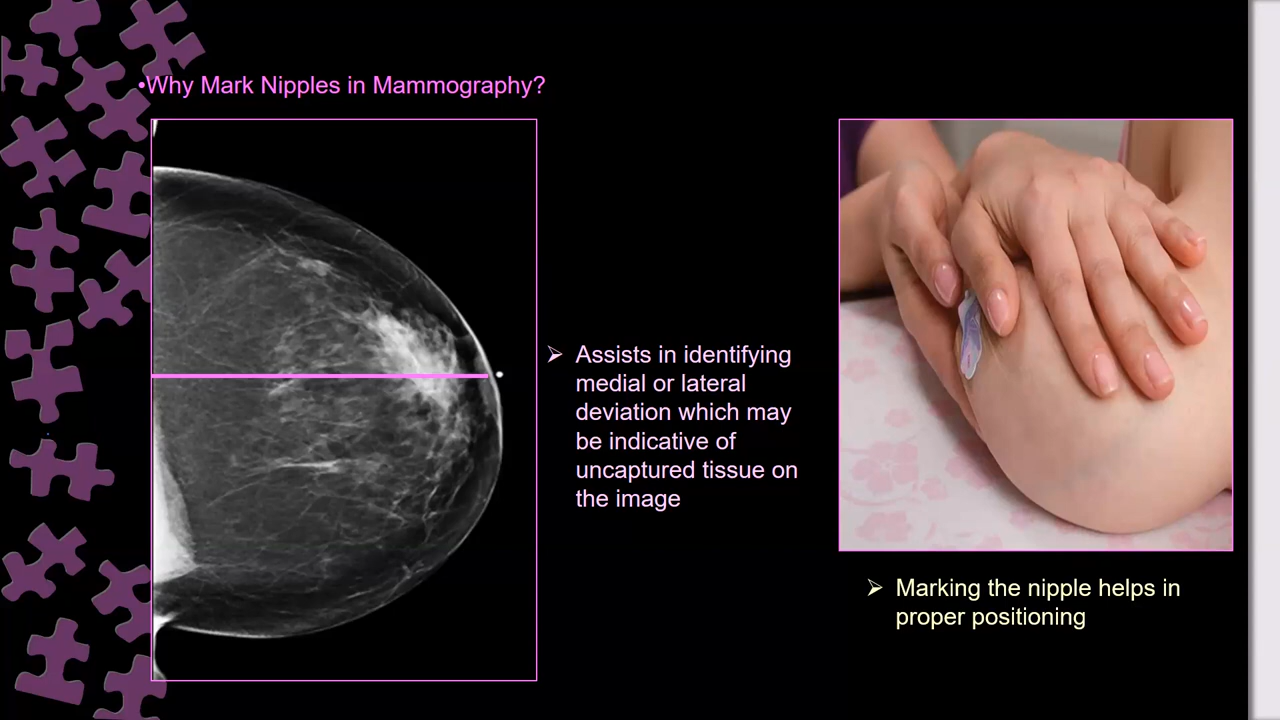 •Why Mark Nipples in Mammography?
➢ Assists in identifying
medial or lateral
deviation which may
be indicative of
uncaptured tissue on
the image
➢ Marking the nipple helps in
proper positioning